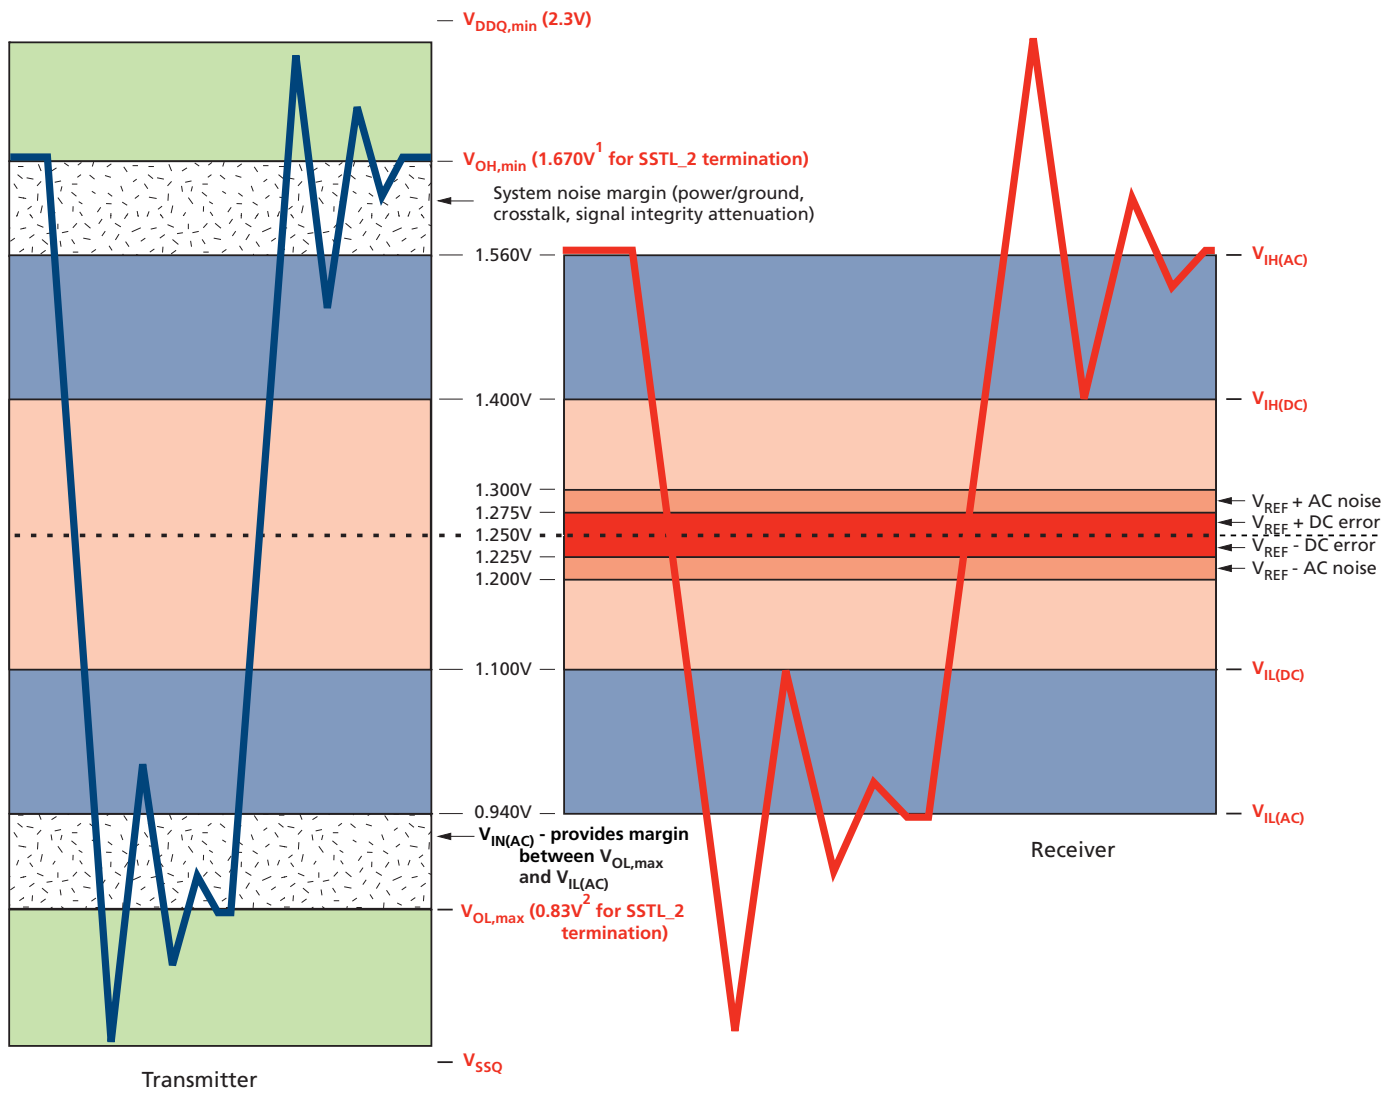 VDDQ,min (2.3V)
VOH,min (1.670V1 for SSTL_2 termination)
System noise margin (power/ground,
crosstalk, signal integrity attenuation)
1.560V
VIH(AC)
1.400V
VIH(DC)
1.300V
VREF + AC noise
1.275V
VREF + DC error
1.250V
VREF - DC error
1.225V
VREF - AC noise
1.200V
1.100V
VIL(DC)
0.940V
VIL(AC)
VIN(AC) - provides margin
between VOL,max
and VIL(AC)
Receiver
VOL,max (0.83V2 for SSTL_2
termination)
VSSQ
Transmitter